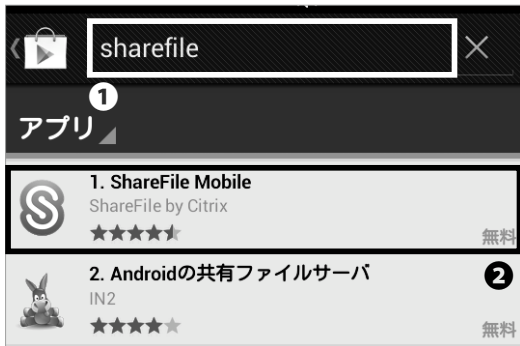 sharefile
❶
アプリ
1. ShareFile Mobile
ShareFile by Citrix
無料
❷
2. Androidの共有ファイルサーバ
IN2
無料